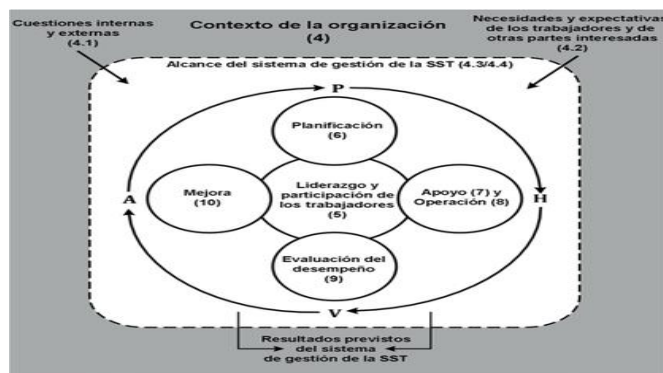 Cuestiones internas
y externas
(4.1)
Contexto de la organización
(4)
Necesidades y expectativas
de los trabajadores y de
otras partes interesadas
(4.2)
Alcance del sistema de gestión de la SST (4.3/4.4)
P
Planificación
(6)
A
Mejora
(10)
Liderazgo y
participación de
los trabajadores
(5)
Apoyo (7) y
Operación (8)
H
Evaluación del
desempeño
(9)
V
Resultados previstos
del sistema
de gestión de la SST